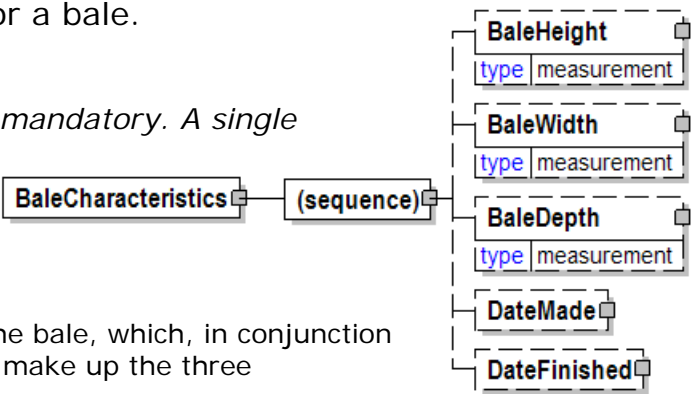 or a bale.
mandatory. A single
BaleCharacteristics
(sequence)
BaleHeight
type measurement
BaleWidth
type measurement
BaleDepth
type measurement
DateMade
DateFinished
he bale, which, in conjunction
make up the three